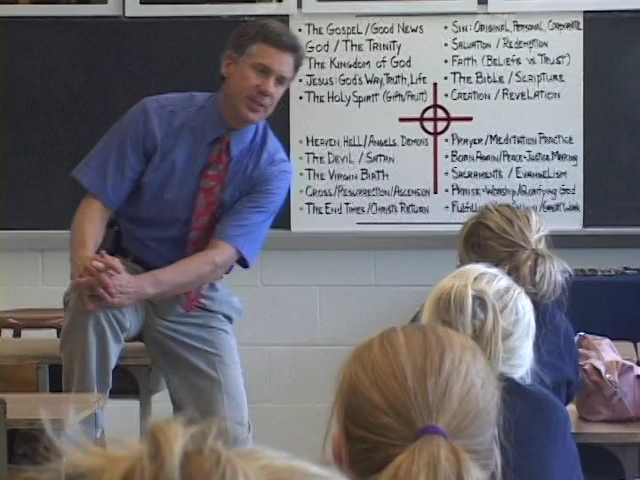 • The Gospel / Good News
God / The Trinity
The Kingdom of God
• Jesus: God's Way, Truth, Life
• The Holy Spirit (Gifts/Fruit)
Heaven, Hell / Angels, Demons
• The Devil / Satan
The Virgin Birth
Cross/Resurrection/Ascension
• The End Times / Christ's Return
• Sin: Original, Personal, Corporate
• Salvation / Redemption
• Faith (Beliefs vs Trust)
• The Bible / Scripture
• Creation / Revelation
• Prayer / Meditation Practice
• Born Again / Peace-Justice Making
• Sacraments / Evangelism
• Praise-Worship/Glorifying God